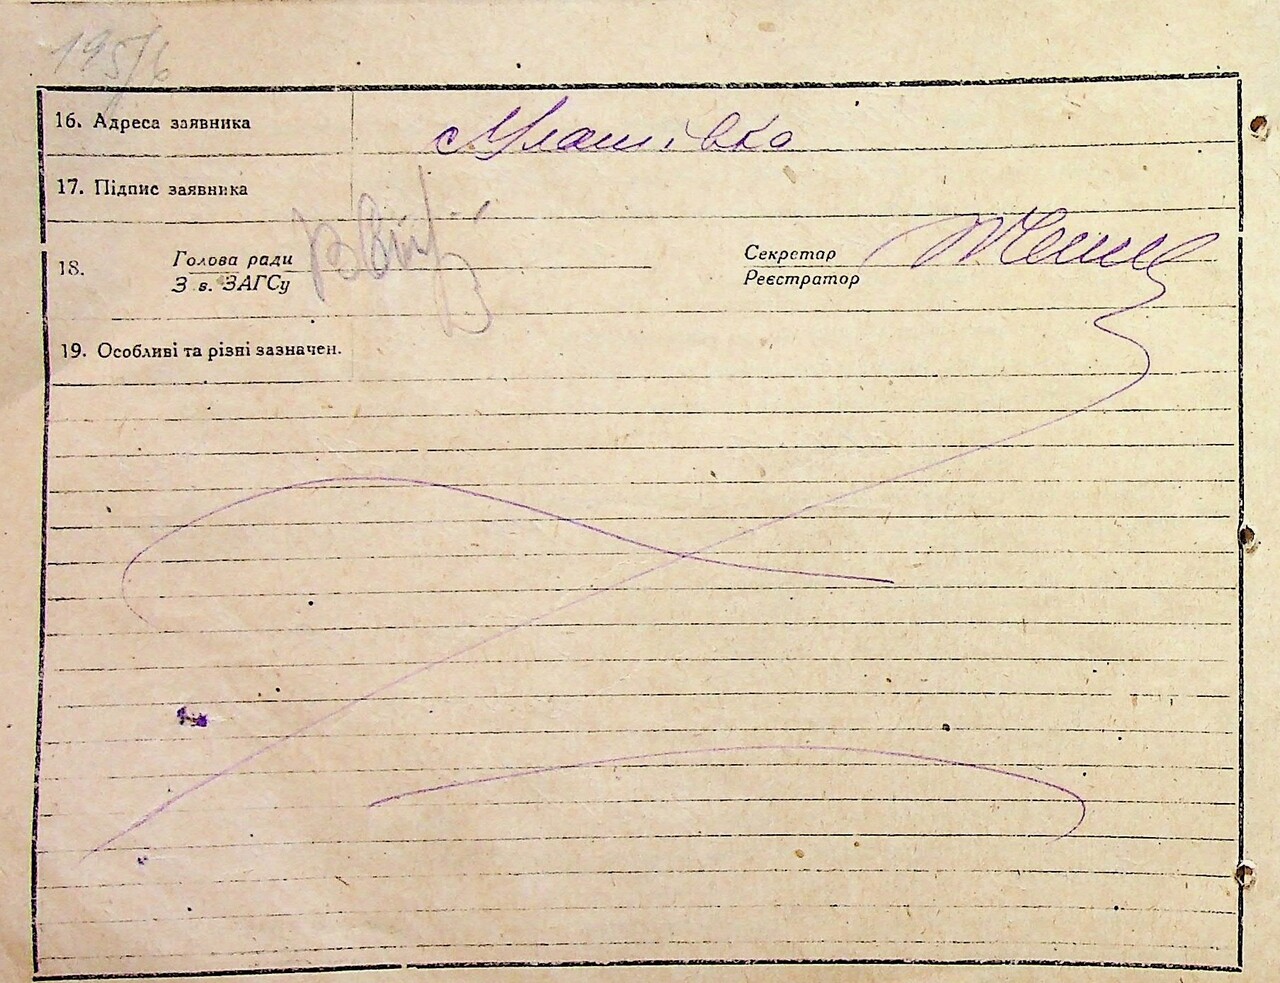 195/6
16. Адреса заявника
с Улашівка
17. Підпис заявника
18. Голова ради Секретар
З в. ЗАГСу Реєстратор
19. Особливі та різні зазначен.